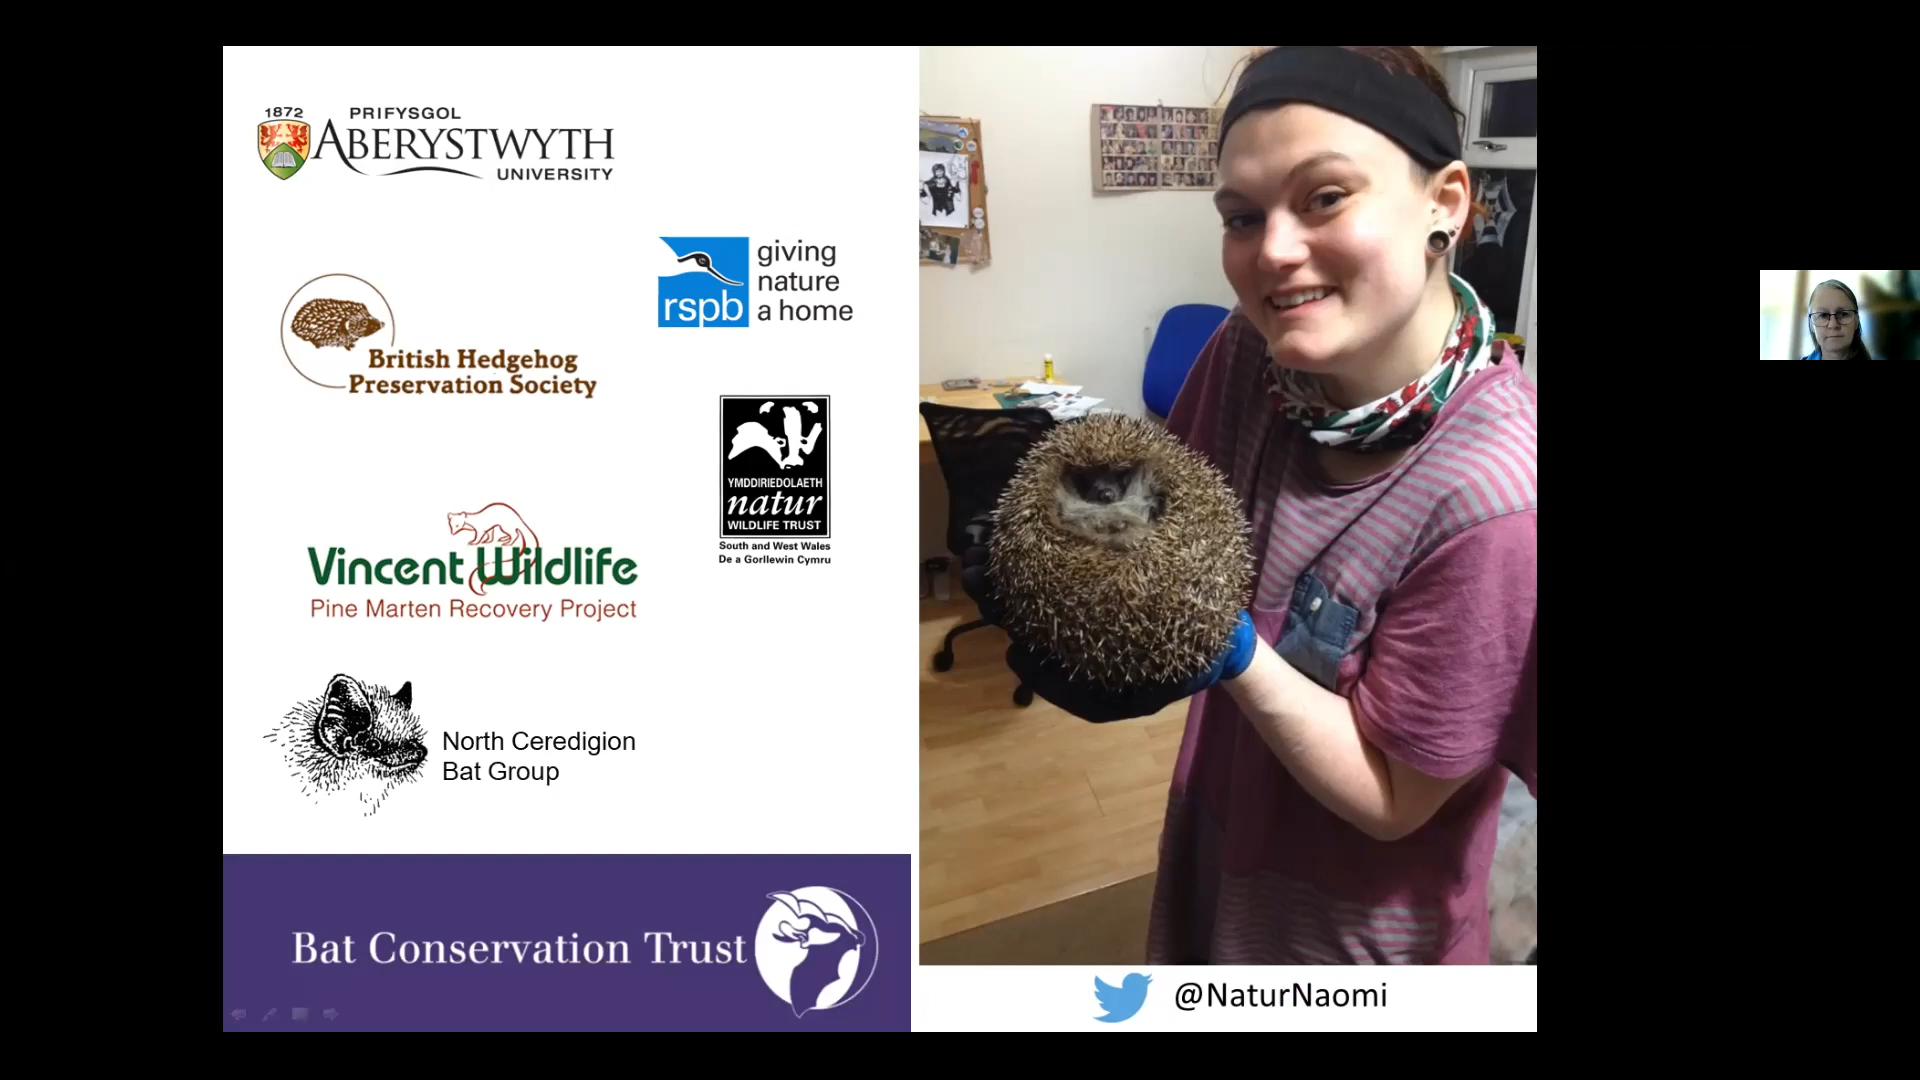 1872
PRIFYSGOL
ABERYSTWYTH
UNIVERSITY
rspb
giving
nature
a home
British Hedgehog
Preservation Society
YMDDIRIEDOLAETH
natur
WILDLIFE TRUST
South and West Wales
De a Gorllewin Cymru
Vincent Wildlife
Pine Marten Recovery Project
North Ceredigion
Bat Group
Bat Conservation Trust
@NaturNaomi